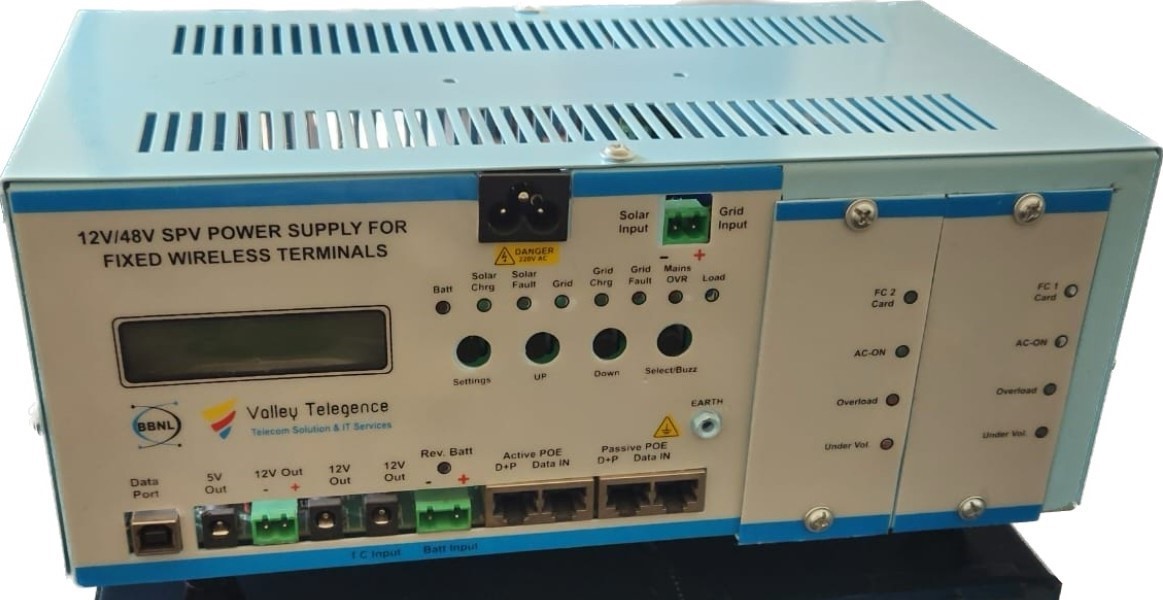 12V/48V SPV POWER SUPPLY FOR
FIXED WIRELESS TERMINALS
DANGER
220V AC
Solar
Input
Grid
Input
- +
Batt
Solar
Chrg
Solar
Fault
Grid
Grid
Chrg
Grid
Fault
Mains
OVR
Load
Settings
UP
Down
Select/Buzz
BBNL
Valley Telegence
Telecom Solution & IT Services
EARTH
Data
Port
5V
Out
12V Out
- +
12V
Out
12V
Out
Rev. Batt
- +
Active POE
D+P Data IN
Passive POE
D+P Data IN
C Input
Batt Input
FC 2
Card
AC-ON
Overload
Under Vol.
FC 1
Card
AC-ON
Overload
Under Vol.